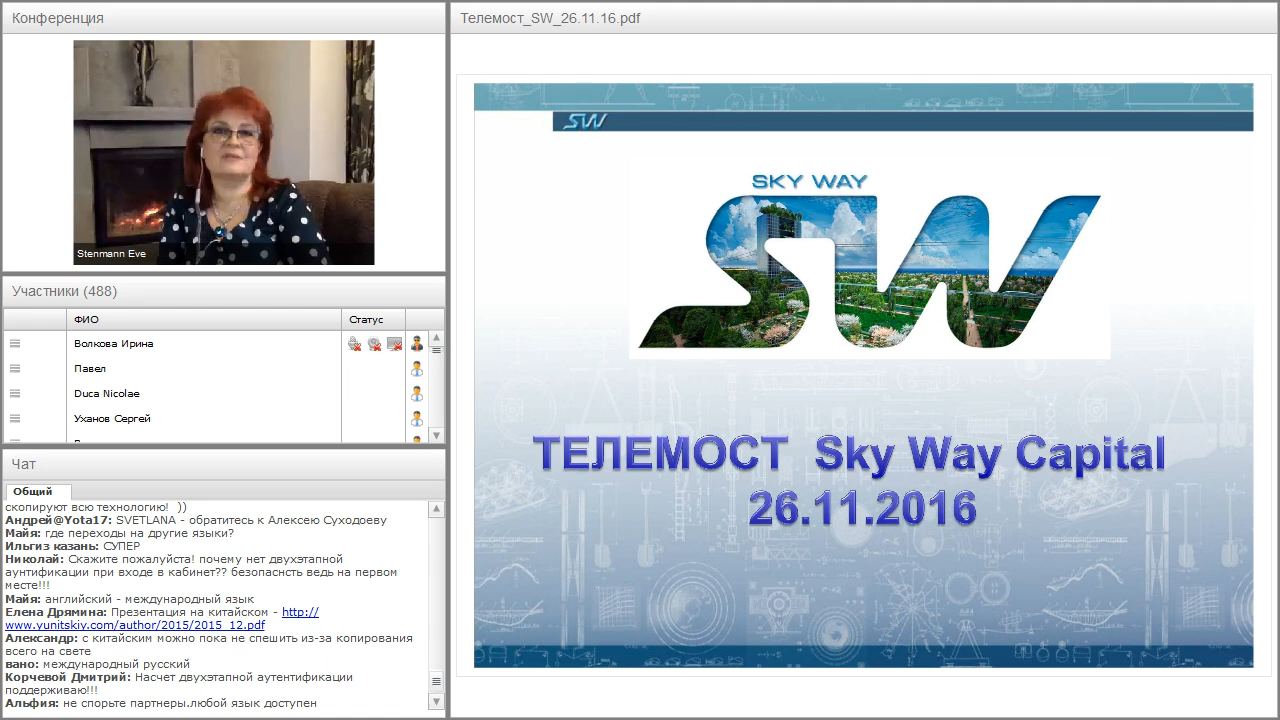 Конференция
Stenmann Eve
Участники (488)
ФИО Статус
Волкова Ирина
Павел
Duca Nicolae
Уханов Сергей
Чат
Общий
скопируют всю технологию! ))
Андрей@Yota17: SVETLANA - обратитесь к Алексею Суходоеву
Майя: где переходы на другие языки?
Ильгиз казань: СУПЕР
Николай: Скажите пожалуйста! почему нет двухэтапной
аунтификации при входе в кабинет?? безопаснсть ведь на первом
месте!!!
Майя: английский - международный язык
Елена Дрямина: Презентация на китайском - http://
www.yunitskiy.com/author/2015/2015_12.pdf
Александр: с китайским можно пока не спешить из-за копирования
всего на свете
вано: международный русский
Корчевой Дмитрий: Насчет двухэтапной аутентификации
поддерживаю!!!
Альфия: не спорьте партнеры.любой язык доступен
Телемост_SW_26.11.16.pdf
SW
SKY WAY
SW
ТЕЛЕМОСТ Sky Way Capital
26.11.2016